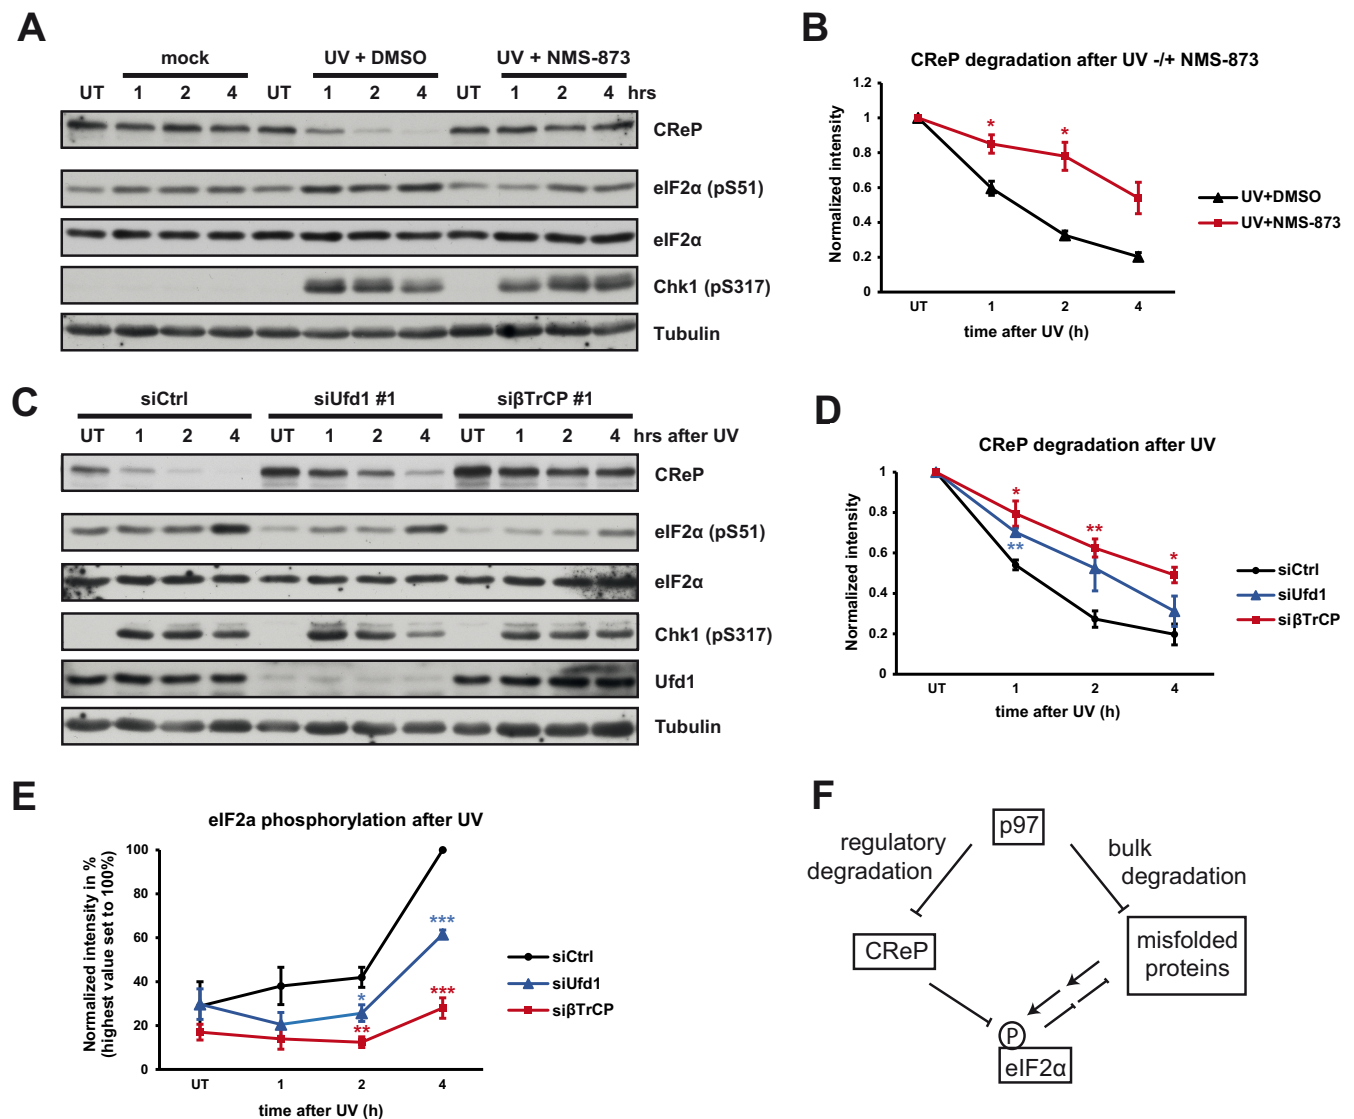 A
mock
UV + DMSO
UV + NMS-873
UT 1 2 4 UT 1 2 4 UT 1 2 4 hrs
CReP
eIF2α (pS51)
eIF2α
Chk1 (pS317)
Tubulin
B
CReP degradation after UV -/+ NMS-873
Normalized intensity
1.2
1
0.8
0.6
0.4
0.2
0
* *
UT 1 2 4
time after UV (h)
UV+DMSO
UV+NMS-873
C
siCtrl
siUfd1 #1
siβTrCP #1
UT 1 2 4 UT 1 2 4 UT 1 2 4 hrs after UV
CReP
eIF2α (pS51)
eIF2α
Chk1 (pS317)
Ufd1
Tubulin
D
CReP degradation after UV
Normalized intensity
1
0.8
0.6
0.4
0.2
0
* ** *
**
UT 1 2 4
time after UV (h)
siCtrl
siUfd1
siβTrCP
E
eIF2a phosphorylation after UV
Normalized intensity in %
(highest value set to 100%)
100
80
60
40
20
0
* ***
** ***
UT 1 2 4
time after UV (h)
siCtrl
siUfd1
siβTrCP
F
p97
regulatory
degradation
bulk
degradation
CReP
misfolded
proteins
P
eIF2α